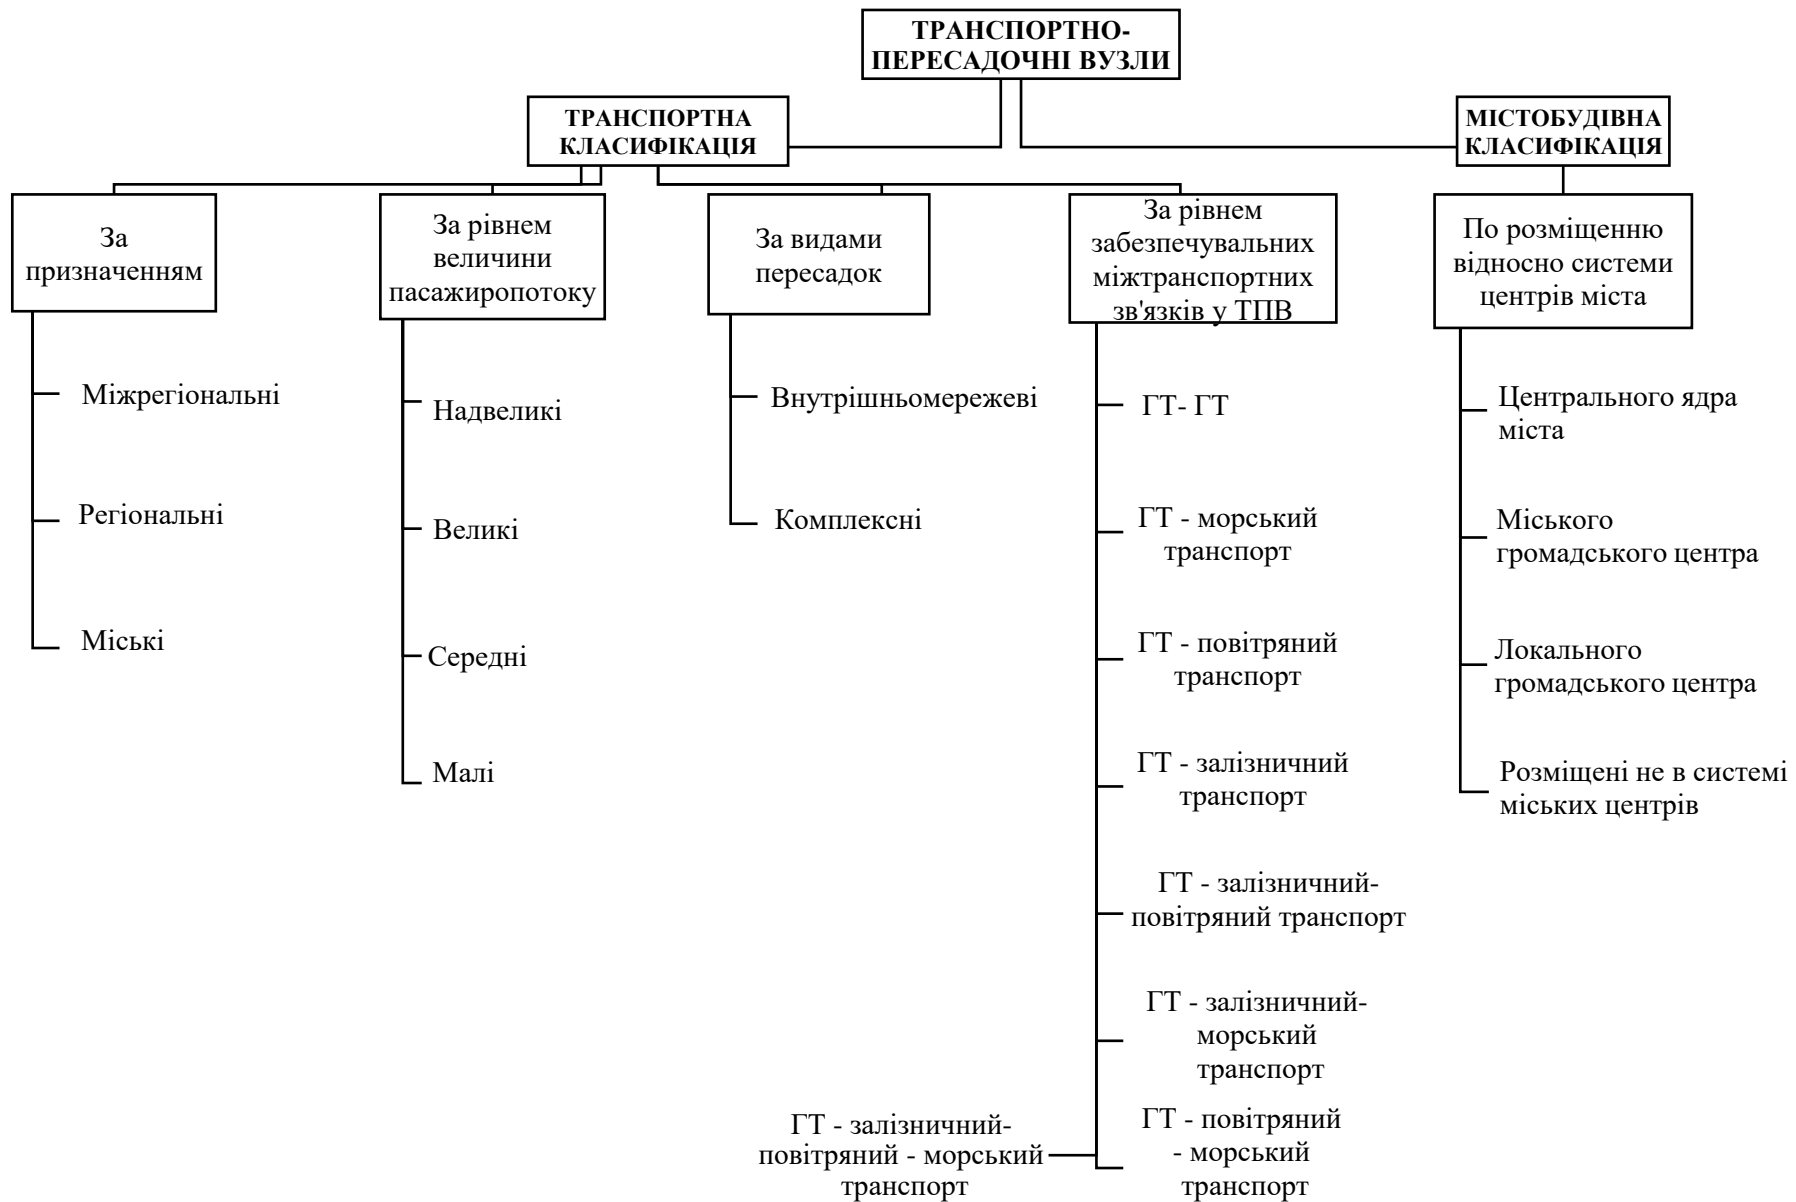 ТРАНСПОРТНО-
ПЕРЕСАДОЧНІ ВУЗЛИ
ТРАНСПОРТНА
КЛАСИФІКАЦІЯ
МІСТОБУДІВНА
КЛАСИФІКАЦІЯ
За
призначенням
Міжрегіональні
Регіональні
Міські
За рівнем
величини
пасажиропотоку
Надвеликі
Великі
Середні
Малі
За видами
пересадок
Внутрішньомережеві
Комплексні
За рівнем
забезпечувальних
міжтранспортних
зв'язків у ТПВ
ГТ- ГТ
ГТ - морський
транспорт
ГТ - повітряний
транспорт
ГТ - залізничний
транспорт
ГТ - залізничний-
повітряний транспорт
ГТ - залізничний-
морський
транспорт
ГТ - повітряний
- морський
транспорт
ГТ - залізничний-
повітряний - морський
транспорт
По розміщенню
відносно системи
центрів міста
Центрального ядра
міста
Міського
громадського центра
Локального
громадського центра
Розміщені не в системі
міських центрів